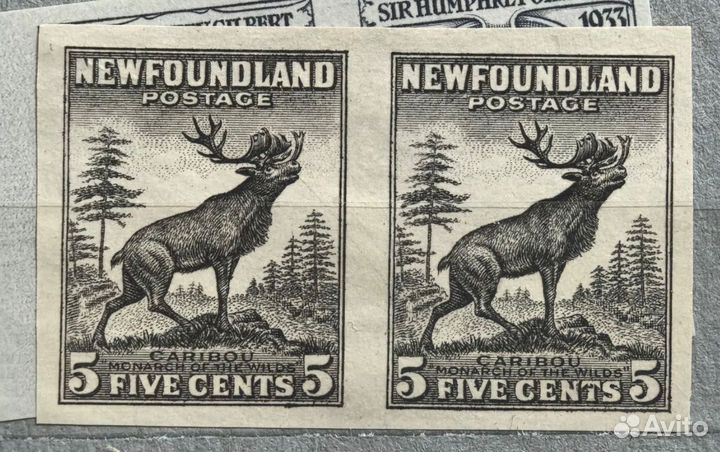 GILBERT
SIR HUMPHREY
1933
NEWFOUNDLAND
POSTAGE
CARIBOU
MONARCH OF THE WILDS"
5 FIVE CENTS 5
NEWFOUNDLAND
POSTAGE
CARIBOU
MONARCH OF THE WILDS"
5 FIVE CENTS 5
Avito